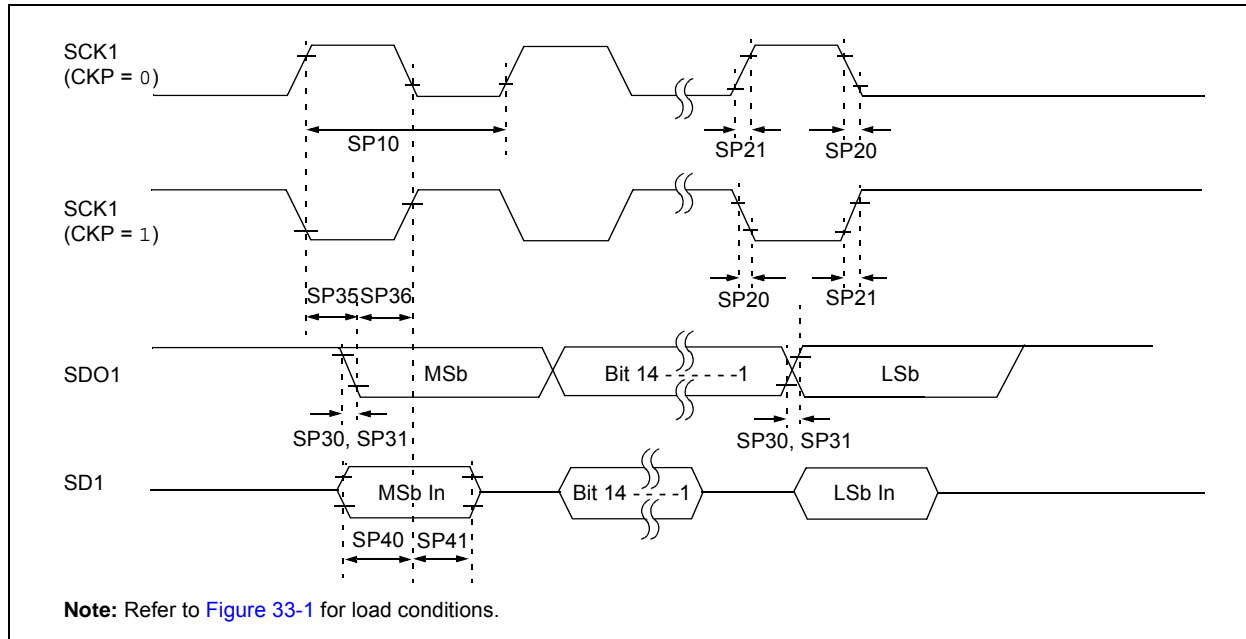 SCK1
(CKP = 0)
SP10
SP21
SP20
SCK1
(CKP = 1)
SP35
SP36
SP20
SP21
SDO1
MSb
Bit 14 - - - - - -1
LSb
SP30, SP31
SP30, SP31
SD1
MSb In
Bit 14 - - - - -1
LSb In
SP40
SP41
Note: Refer to Figure 33-1 for load conditions.